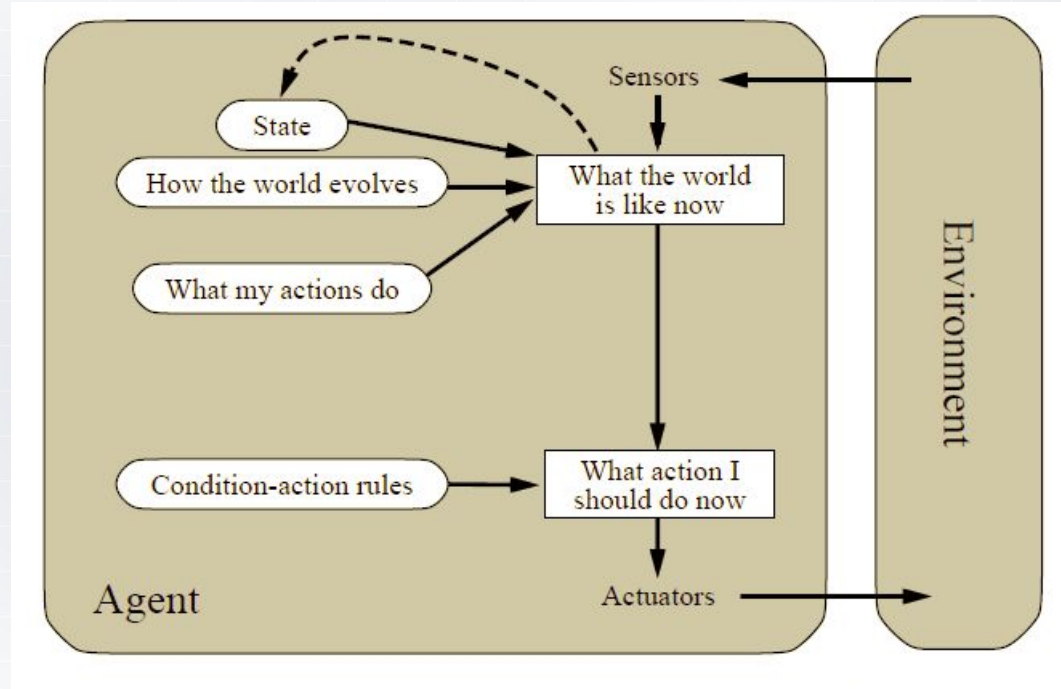 Sensors
State
What the world
is like now
How the world evolves
What my actions do
Environment
Condition-action rules
What action I
should do now
Agent
Actuators